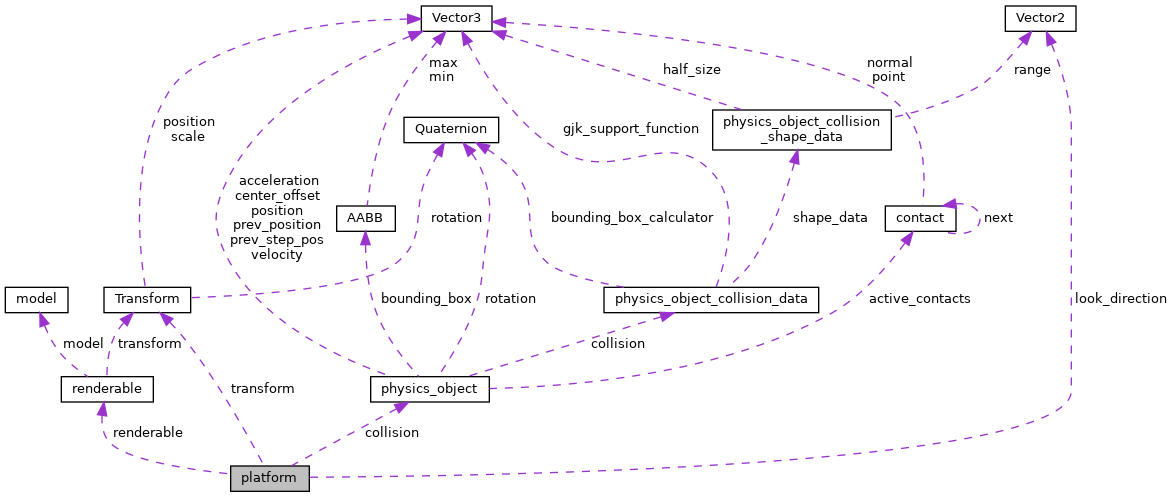 Vector3
Vector2
max
min
half_size
normal
point
range
position
scale
Quaternion
gjk_support_function
physics_object_collision
_shape_data
acceleration
center_offset
position
prev_position
prev_step_pos
velocity
AABB
rotation
bounding_box_calculator
shape_data
contact
next
model
Transform
bounding_box
rotation
physics_object_collision_data
active_contacts
look_direction
model
transform
collision
renderable
transform
physics_object
renderable
collision
platform